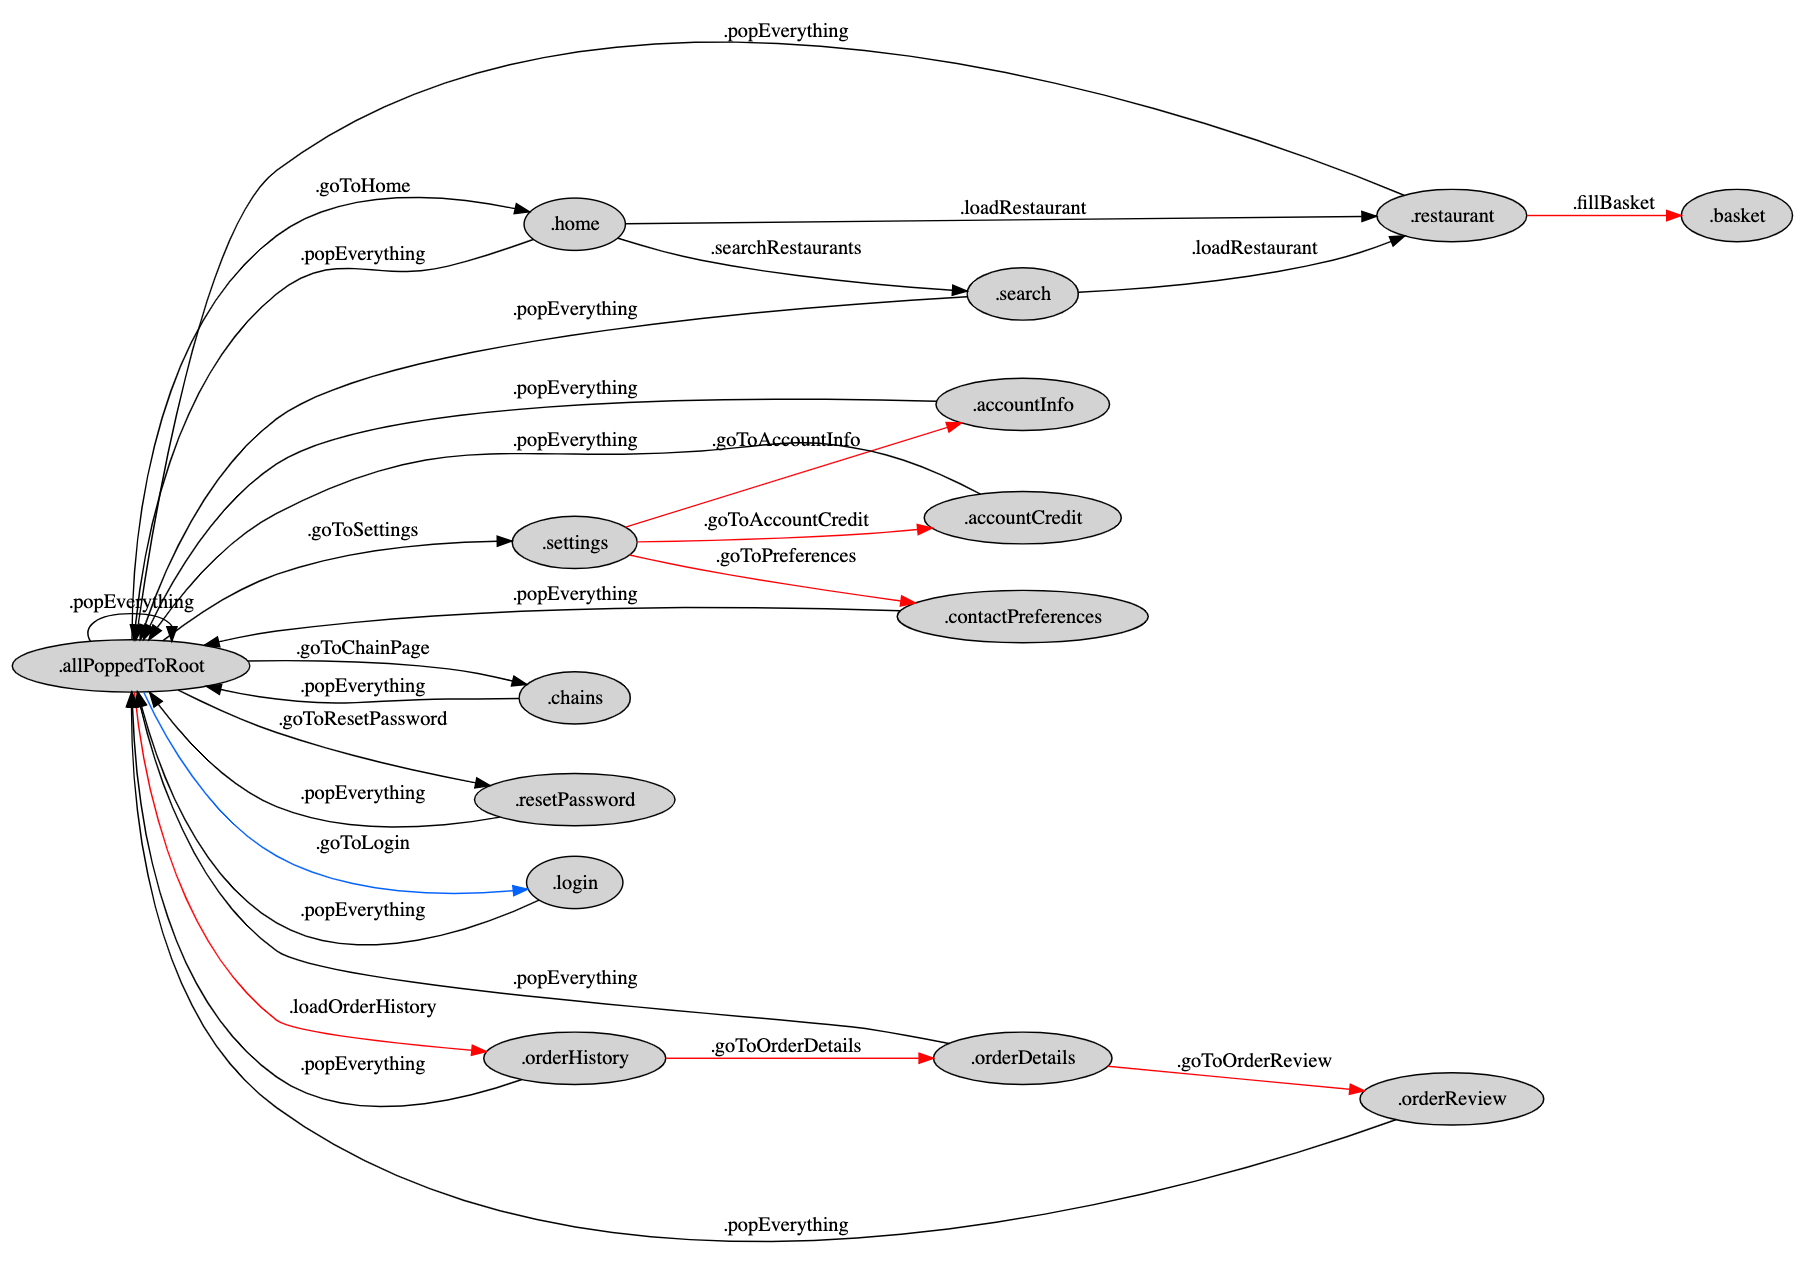 .popEverything
.goToHome
.home
.loadRestaurant
.restaurant
.fillBasket
.basket
.popEverything
.searchRestaurants
.loadRestaurant
.search
.popEverything
.popEverything
.accountInfo
.popEverything
.goToAccountInfo
.goToSettings
.settings
.goToAccountCredit
.accountCredit
.goToPreferences
.popEverything
.popEverything
.contactPreferences
.allPoppedToRoot
.goToChainPage
.popEverything
.chains
.goToResetPassword
.popEverything
.resetPassword
.goToLogin
.login
.popEverything
.popEverything
.loadOrderHistory
.orderHistory
.goToOrderDetails
.orderDetails
.popEverything
.goToOrderReview
.orderReview
.popEverything